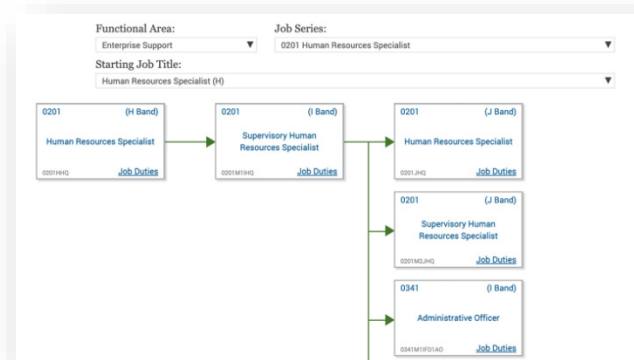 Functional Area:
Job Series:
Enterprise Support
0201 Human Resources Specialist
Starting Job Title:
Human Resources Specialist (H)
0201 (H Band)
Human Resources Specialist
0201HHQ Job Duties
0201 (I Band)
Supervisory Human
Resources Specialist
0201M1IHQ Job Duties
0201 (J Band)
Human Resources Specialist
0201JHQ Job Duties
0201 (J Band)
Supervisory Human
Resources Specialist
0201M2JHQ Job Duties
0341 (I Band)
Administrative Officer
0341M1IFO1AO Job Duties